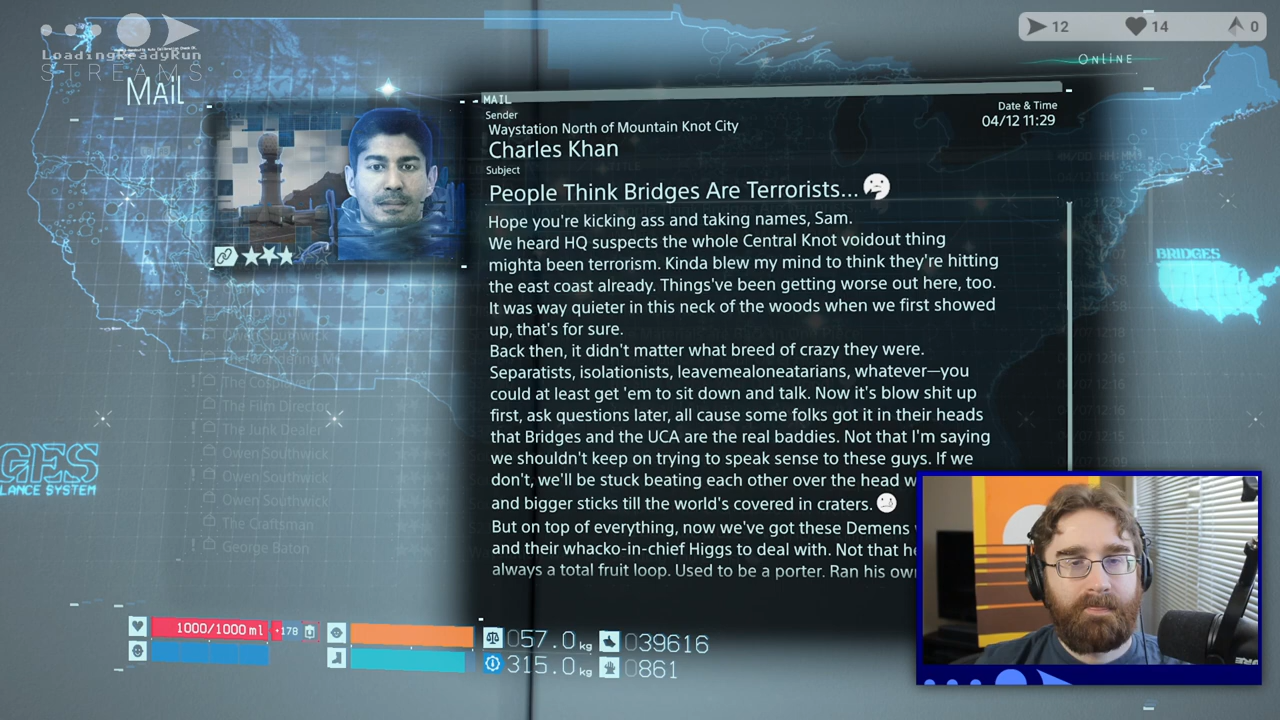 LoadingReadyRun
STREAMS
12
14
0
ONLINE
MAIL
MAIL
Sender
Waystation North of Mountain Knot City
Charles Khan
Date & Time
04/12 11:29
Subject
People Think Bridges Are Terrorists...
Hope you're kicking ass and taking names, Sam.
We heard HQ suspects the whole Central Knot voidout thing
mighta been terrorism. Kinda blew my mind to think they're hitting
the east coast already. Things've been getting worse out here, too.
It was way quieter in this neck of the woods when we first showed
up, that's for sure.
Back then, it didn't matter what breed of crazy they were.
Separatists, isolationists, leavemealoneatarians, whatever—you
could at least get 'em to sit down and talk. Now it's blow shit up
first, ask questions later, all cause some folks got it in their heads
that Bridges and the UCA are the real baddies. Not that I'm saying
we shouldn't keep on trying to speak sense to these guys. If we
don't, we'll be stuck beating each other over the head w
and bigger sticks till the world's covered in craters.
But on top of everything, now we've got these Demens
and their whacko-in-chief Higgs to deal with. Not that he
always a total fruit loop. Used to be a porter. Ran his own
BRIDGES
The Cosplayer
The Film Director
The Junk Dealer
Owen Southwick
Owen Southwick
Owen Southwick
The Craftsman
George Baton
GES
LANCE SYSTEM
1000/1000 ml
178
057.0 kg
039616
315.0 kg
0861